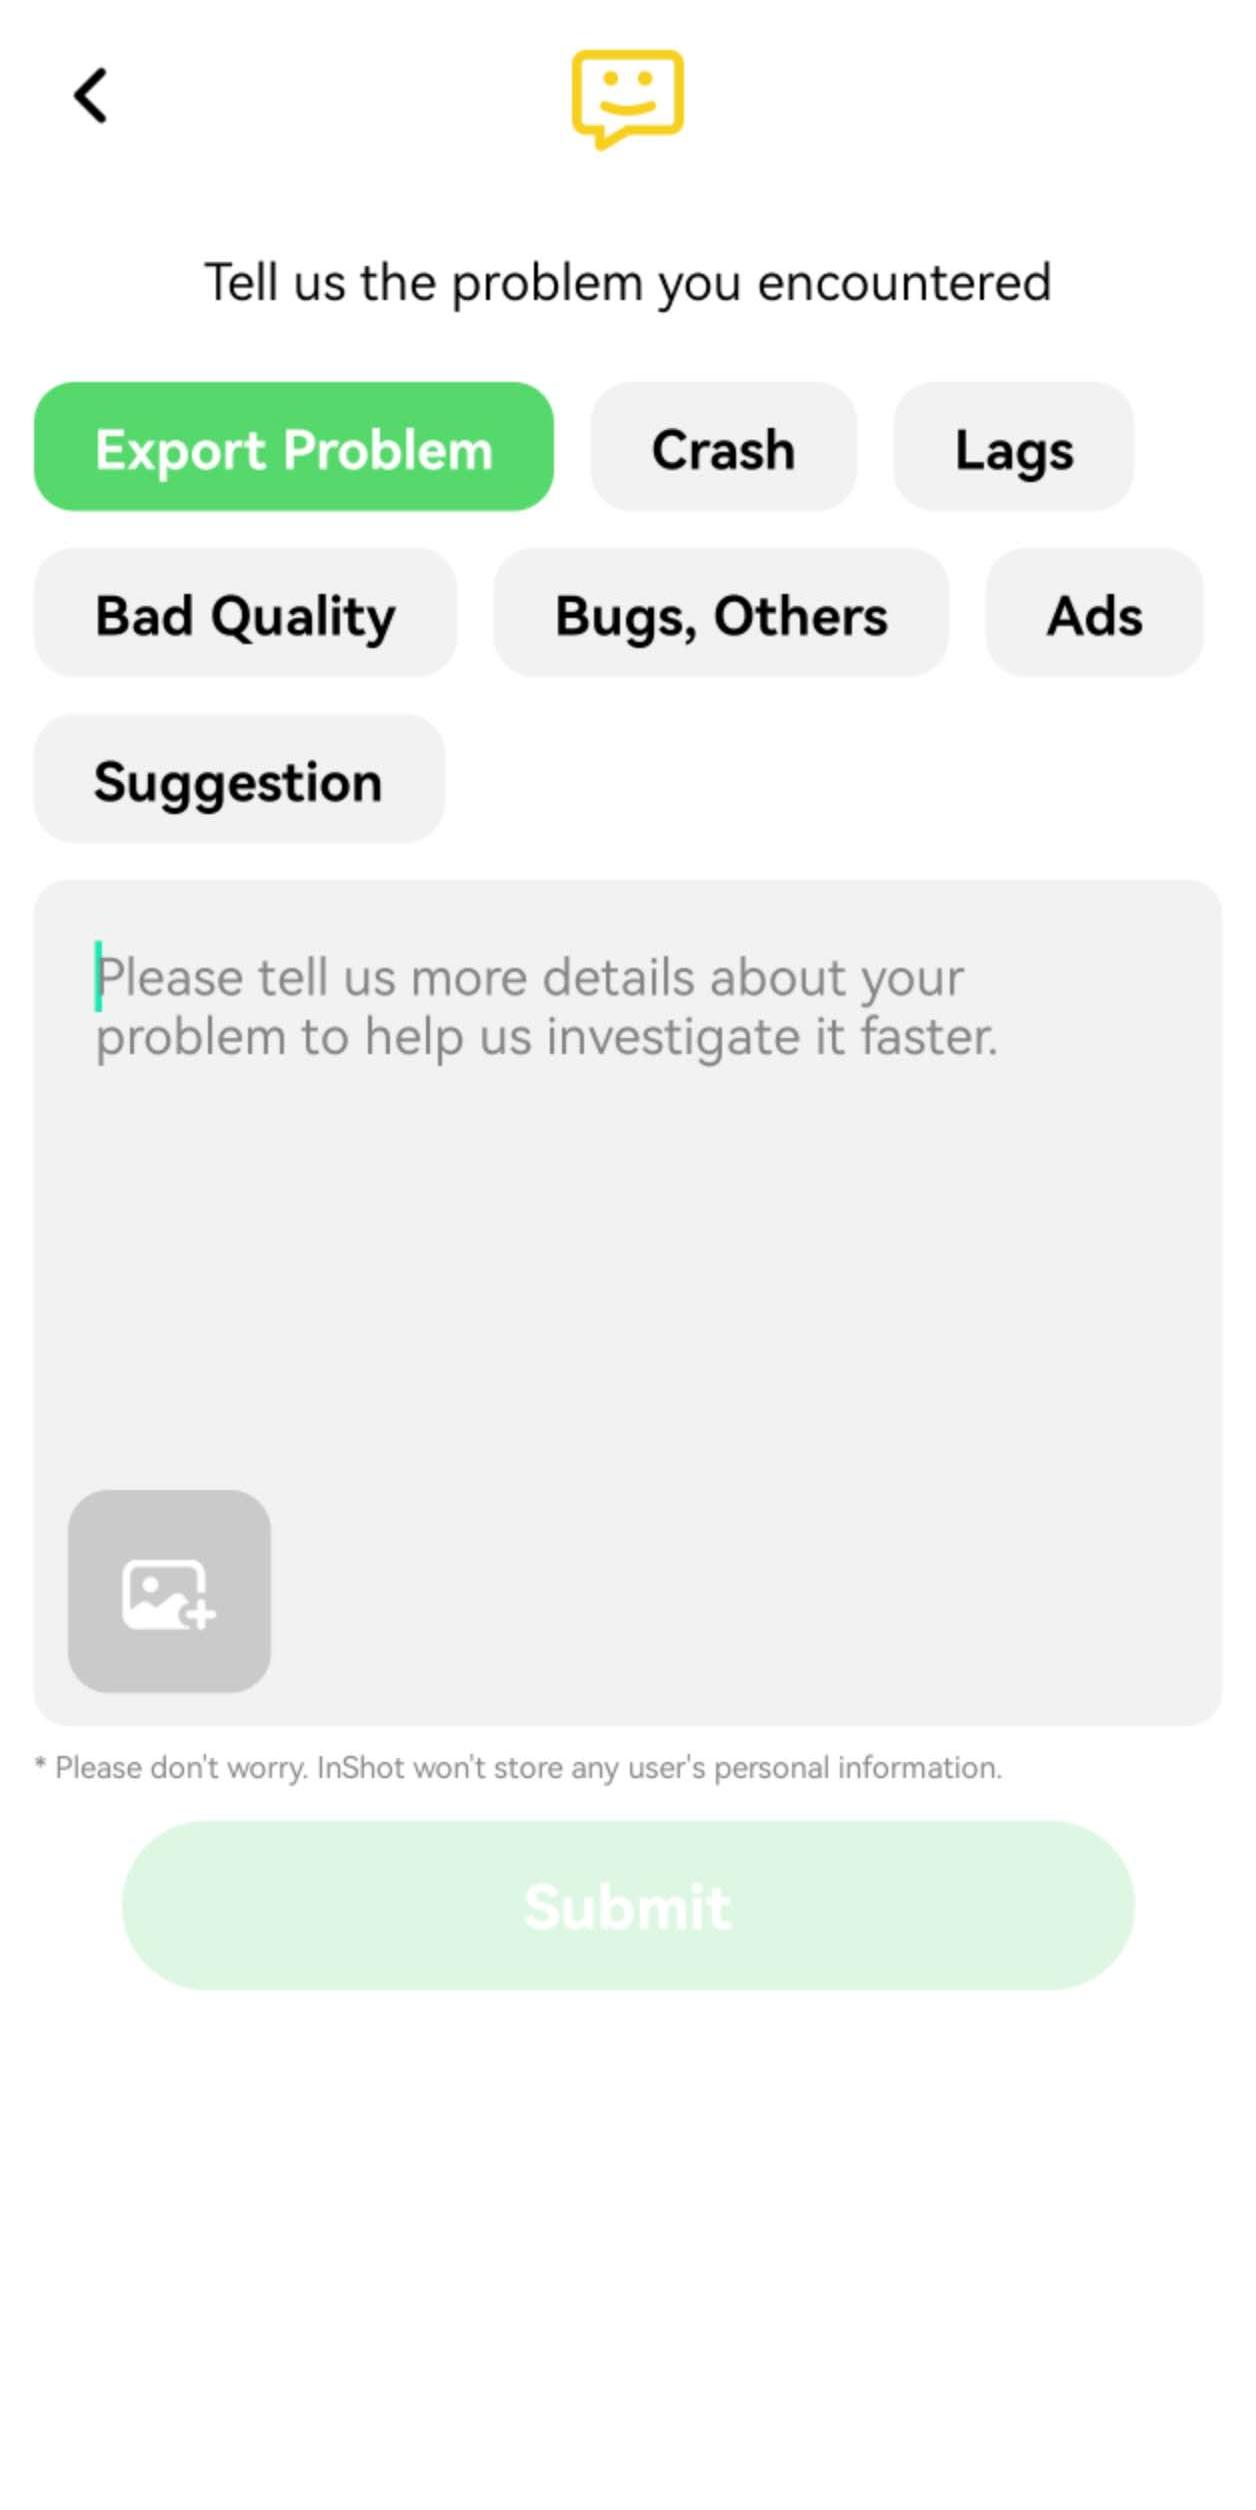 Tell us the problem you encountered
Export Problem
Crash
Lags
Bad Quality
Bugs, Others
Ads
Suggestion
Please tell us more details about your
problem to help us investigate it faster.
* Please don't worry. InShot won't store any user's personal information.
Submit